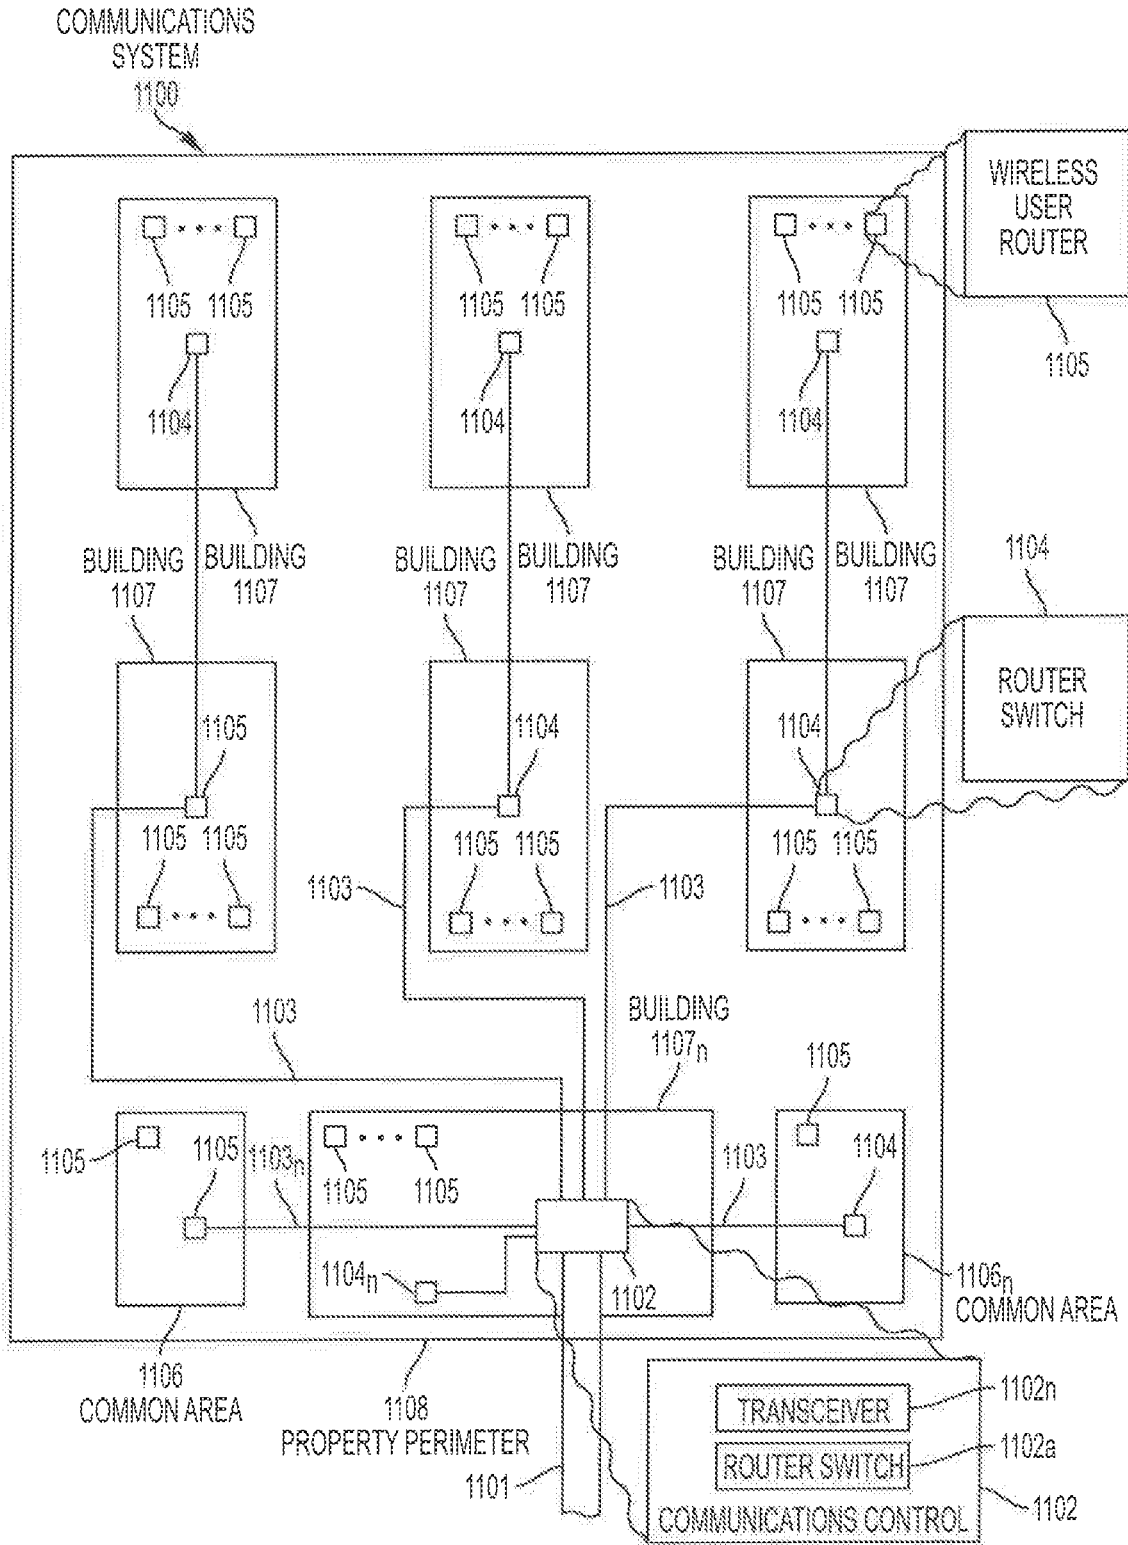 COMMUNICATIONS
SYSTEM
1100
WIRELESS
USER
ROUTER
1105
1105 1105
1105 1105
1105 1105
1104
1104
1104
BUILDING
1107
BUILDING
1107
BUILDING
1107
BUILDING
1107
BUILDING
1107
BUILDING
1107
1104
ROUTER
SWITCH
1105
1104
1104
1105 1105
1105 1105
1105 1105
1103
1103
1103
BUILDING
1107n
1105
1105
1105
1103n
1105
1105
1103
1104
1104n
1102
1106n
COMMON AREA
1106
COMMON AREA
1108
PROPERTY PERIMETER
1101
TRANSCEIVER
1102n
ROUTER SWITCH
1102a
COMMUNICATIONS CONTROL
1102